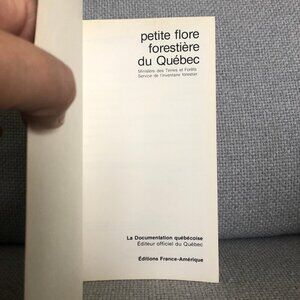 petite flore
forestière
du Québec
Ministère des Terres et Forêts
Service de l'inventaire forestier
La Documentation québécoise
Éditeur officiel du Québec
Éditions France-Amérique